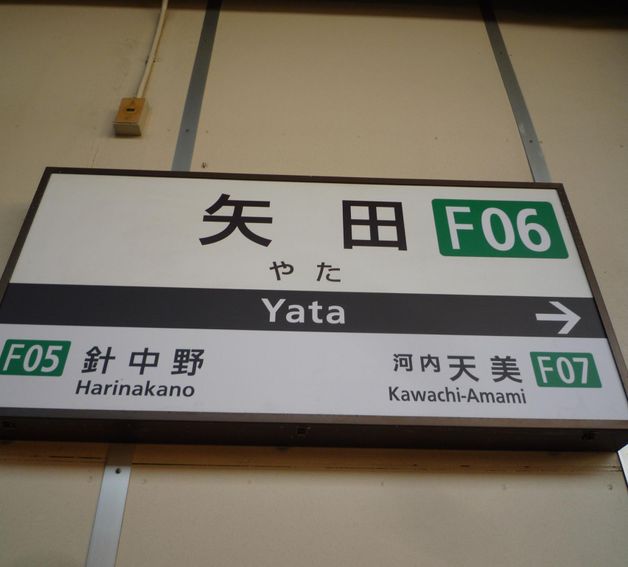 矢田 F06
やた
Yata →
F05 針中野 河内天美 F07
Harinakano Kawachi-Amami